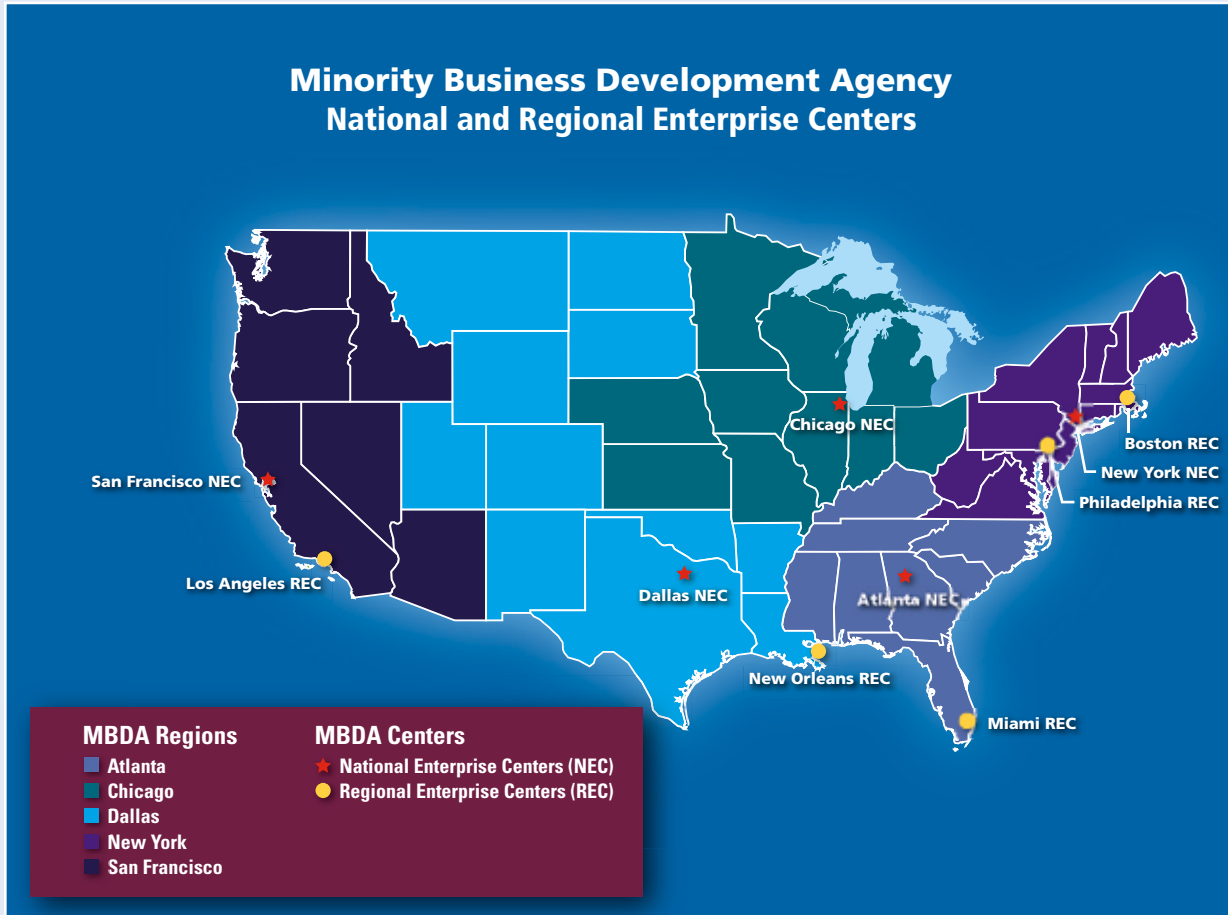 Minority Business Development Agency
National and Regional Enterprise Centers
Chicago NEC
Boston REC
New York NEC
San Francisco NEC
Philadelphia REC
Los Angeles REC
Dallas NEC
Atlanta NEC
New Orleans REC
Miami REC
MBDA Regions
Atlanta
Chicago
Dallas
New York
San Francisco
MBDA Centers
National Enterprise Centers (NEC)
Regional Enterprise Centers (REC)